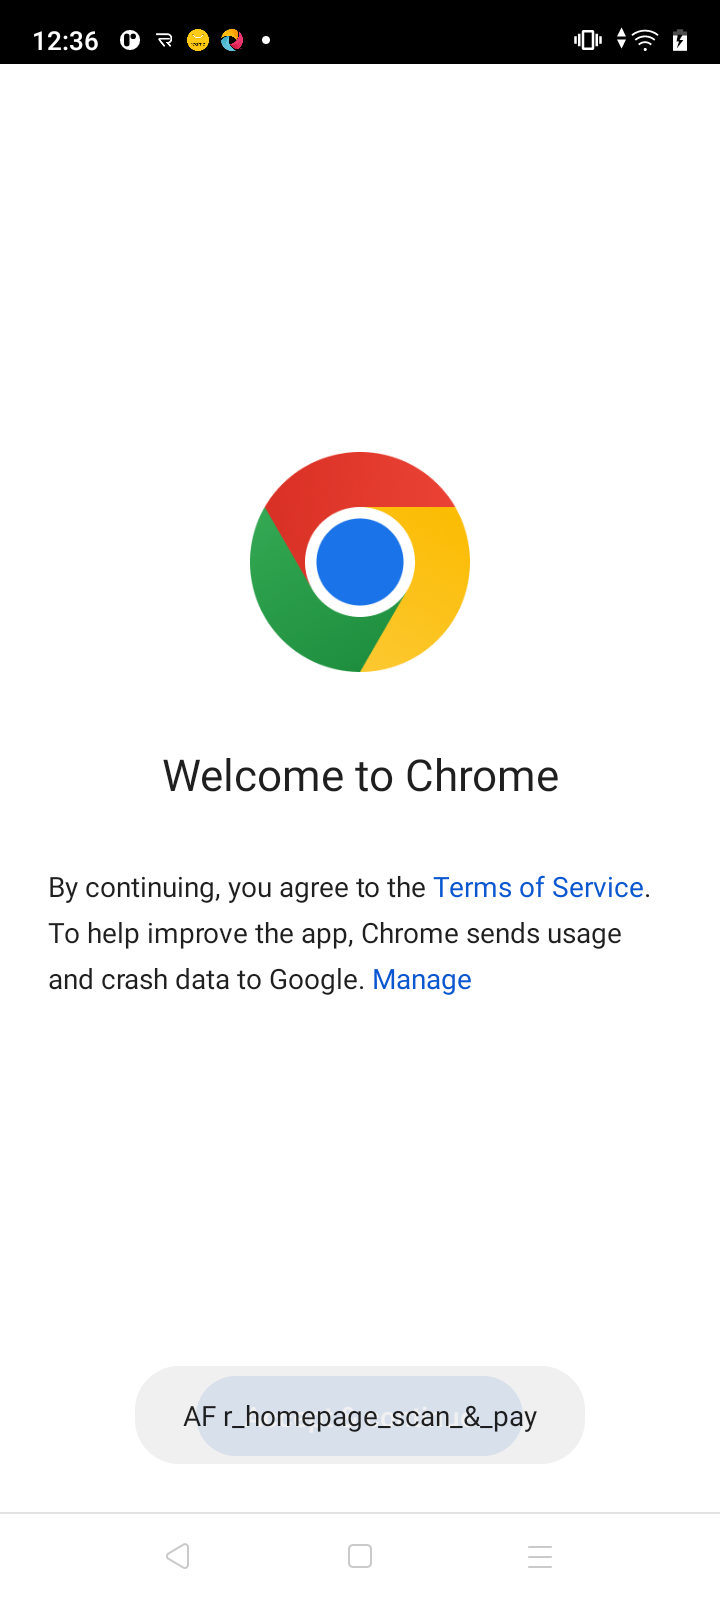 12:36
Welcome to Chrome
By continuing, you agree to the Terms of Service.
To help improve the app, Chrome sends usage
and crash data to Google. Manage
AF r_homepage_scan_&_pay